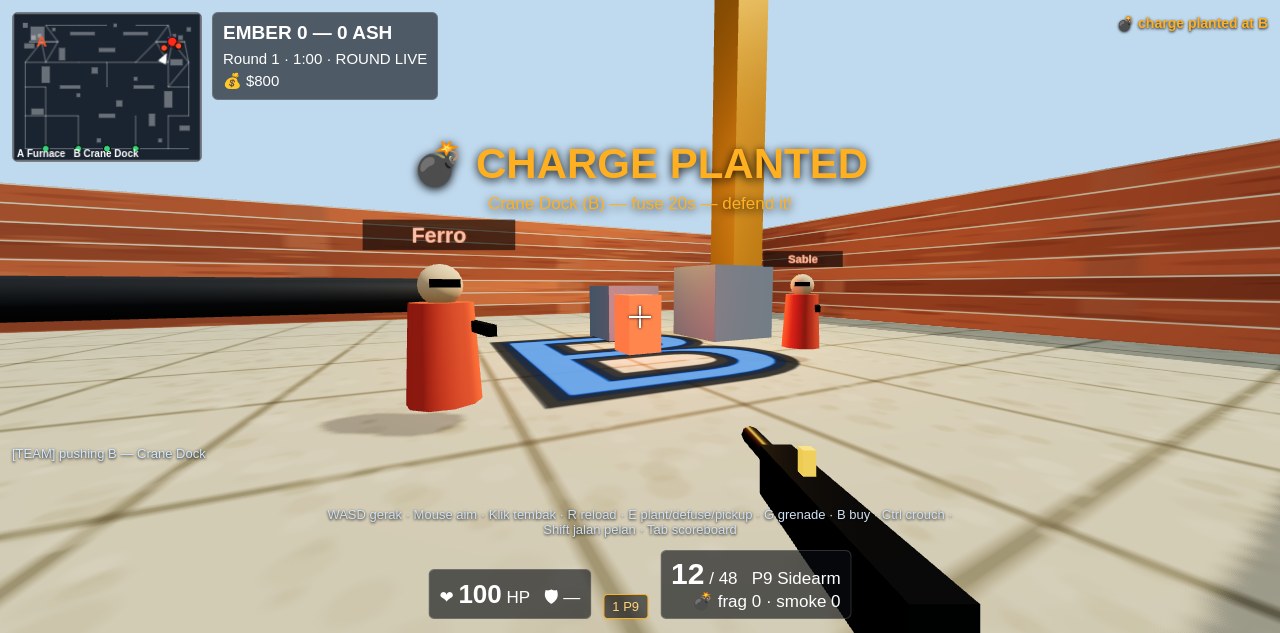 EMBER 0 — 0 ASH
Round 1 · 1:00 · ROUND LIVE
💰 $800
A Furnace B Crane Dock
💣 charge planted at B
💣 CHARGE PLANTED
Crane Dock (B) — fuse 20s — defend it
Ferro
Sable
B
[TEAM] pushing B — Crane Dock
WASD gerak · Mouse aim · Klik tembak · R reload · E plant/defuse/pickup · G grenade · B buy · Ctrl crouch ·
Shift jalan pelan · Tab scoreboard
❤ 100 HP 🛡 —
1 P9
12 / 48 P9 Sidearm
💣 frag 0 · smoke 0